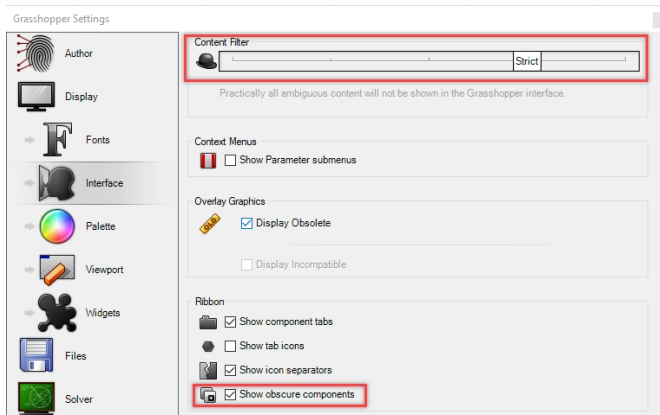 Grasshopper Settings
Author
Display
Fonts
Interface
Palette
Viewport
Widgets
Files
Solver
Content Filter
Strict
Practically all ambiguous content will not be shown in the Grasshopper interface.
Context Menus
Show Parameter submenus
Overlay Graphics
OLD
Display Obsolete
Display Incompatible
Ribbon
Show component tabs
Show tab icons
Show icon separators
Show obscure components